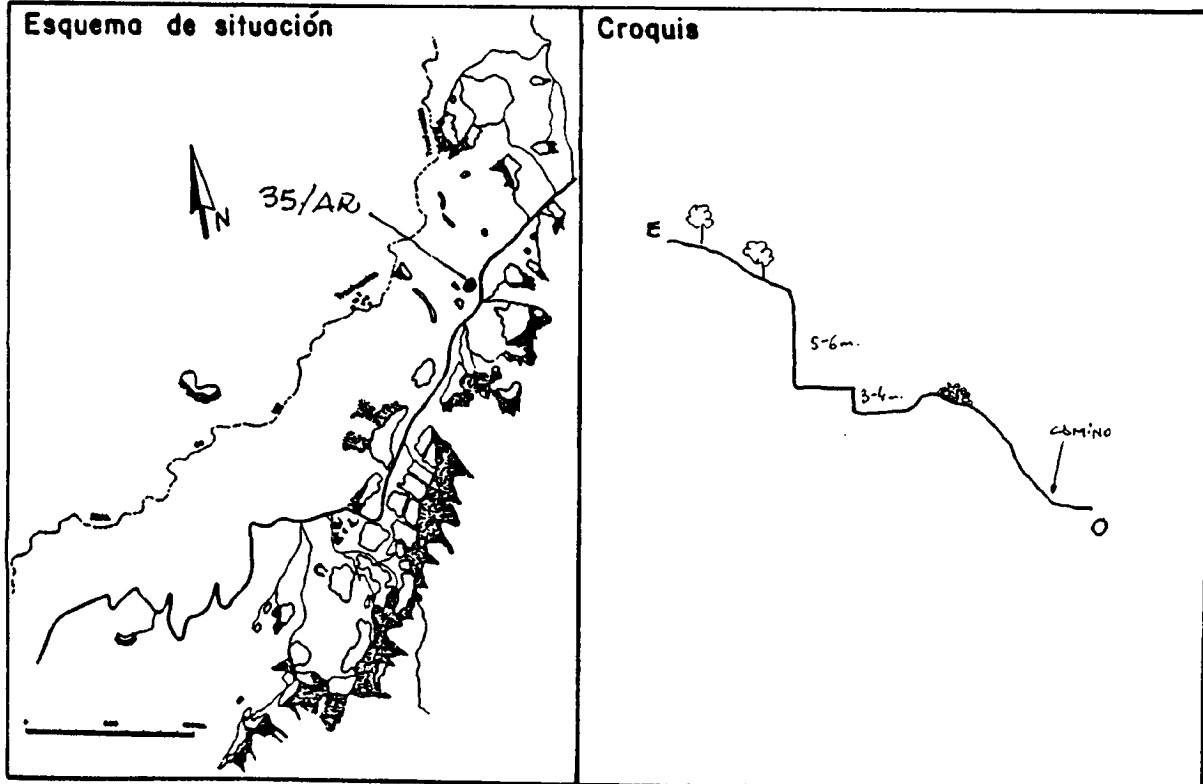 Esquema de situación
N
35/AR
Croquis
E
5-6m.
3-4m.
CAMINO
O